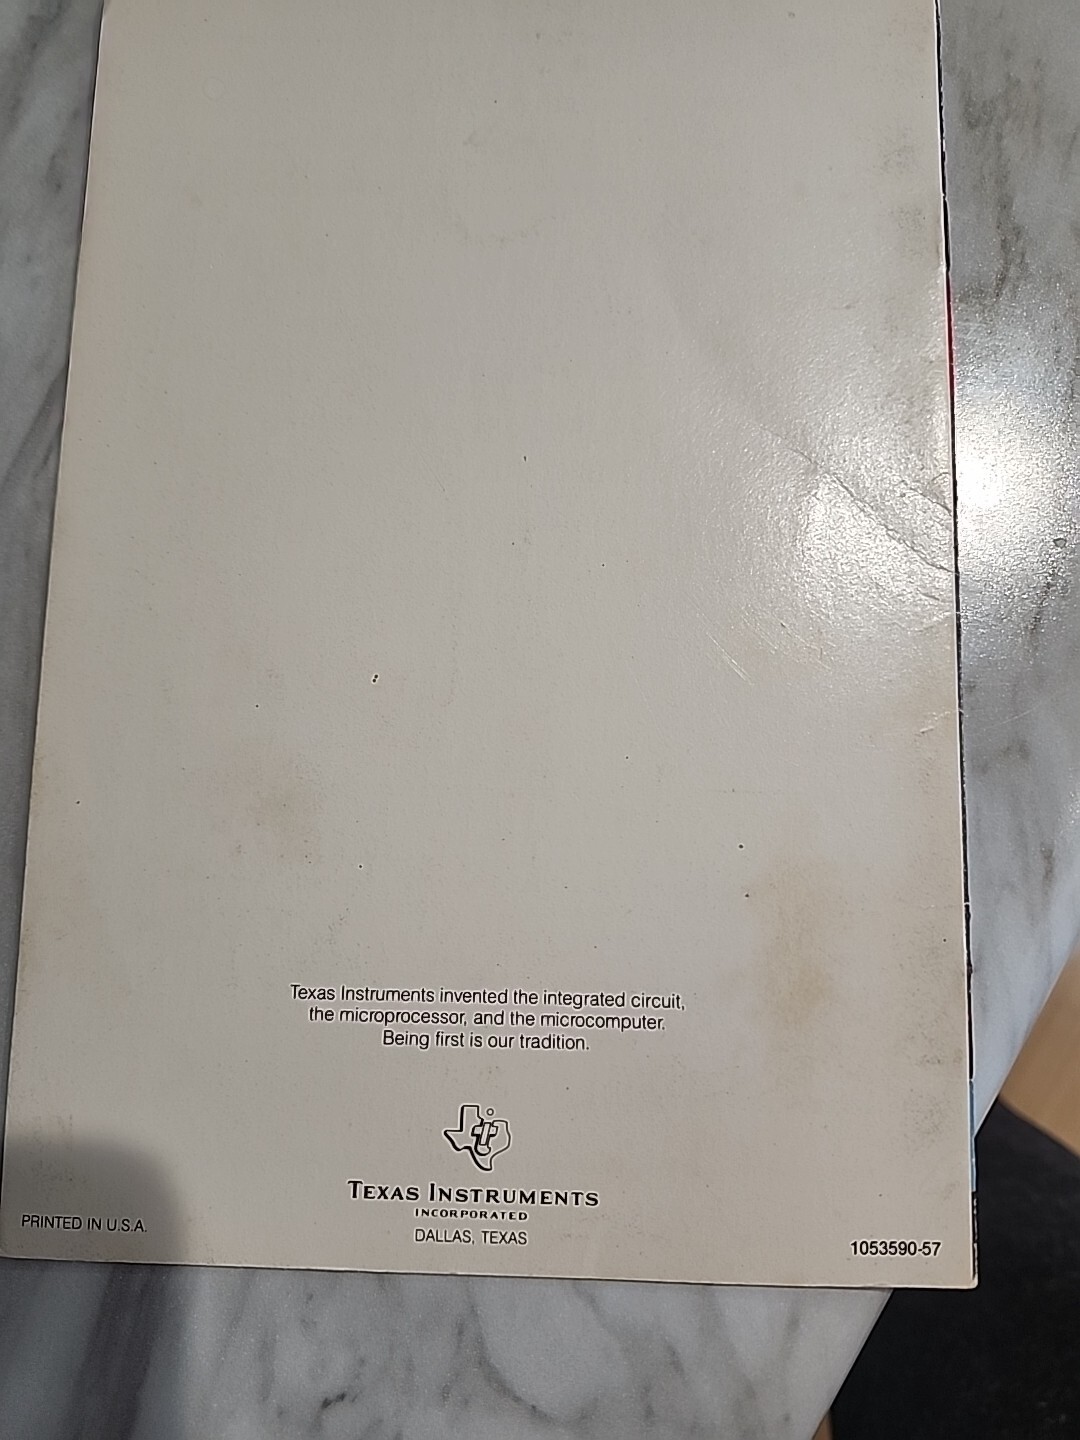 Texas Instruments invented the integrated circuit,
the microprocessor, and the microcomputer.
Being first is our tradition.
TEXAS INSTRUMENTS
INCORPORATED
DALLAS, TEXAS
PRINTED IN U.S.A.
1053590-57